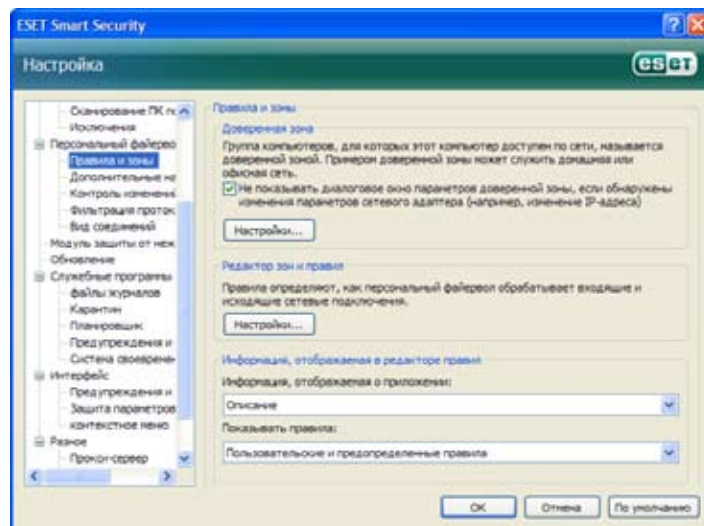 ESET Smart Security
Настройка
eset
Сканирование ПК п
Исключения
Персональный файерво
Правила и зоны
Дополнительные на
Контроль изменений
Фильтрация проток
Вид соединений
Модуль защиты от неж
Обновление
Служебные программы
файлы журналов
Карантин
Планировщик
Предупреждения и
Система своевремен
Интерфейс
Предупреждения и
Защита параметров
контекстное меню
Разное
Прокси-сервер
Правила и зоны
Доверенная зона
Группа компьютеров, для которых этот компьютер доступен по сети, называется
доверенной зоной. Примером доверенной зоны может служить домашняя или
офисная сеть.
Не показывать диалоговое окно параметров доверенной зоны, если обнаружены
изменения параметров сетевого адаптера (например, изменение IP-адреса)
Настройки...
Редактор зон и правил
Правила определяют, как персональный файервол обрабатывает входящие и
исходящие сетевые подключения.
Настройки...
Информация, отображаемая в редакторе правил
Информация, отображаемая о приложении:
Описание
Показывать правила:
Пользовательские и предопределенные правила
OK
Отмена
По умолчанию